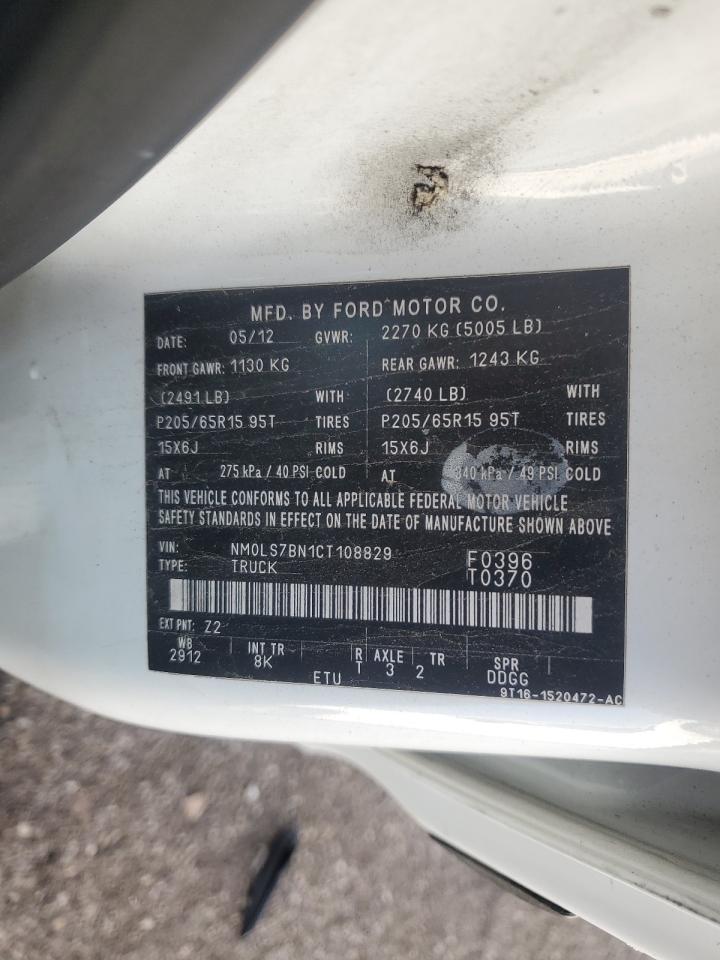 MFD. BY FORD MOTOR CO.
DATE: 05/12 GVWR: 2270 KG (5005 LB)
FRONT GAWR: 1130 KG REAR GAWR: 1243 KG
(2491 LB) WITH (2740 LB) WITH
P205/65R15 95T TIRES P205/65R15 95T TIRES
15X6J RIMS 15X6J RIMS
AT 275 kPa / 40 PSI COLD AT 340 kPa / 49 PSI COLD
THIS VEHICLE CONFORMS TO ALL APPLICABLE FEDERAL MOTOR VEHICLE
SAFETY STANDARDS IN EFFECT ON THE DATE OF MANUFACTURE SHOWN ABOVE
VIN: NM0LS7BN1CT108829 F0396
TYPE: TRUCK T0370
EXT PNT: Z2
WB INT TR R AXLE TR SPR
2912 8K T 3 2 DDGG
ETU 9T16-1520472-AC